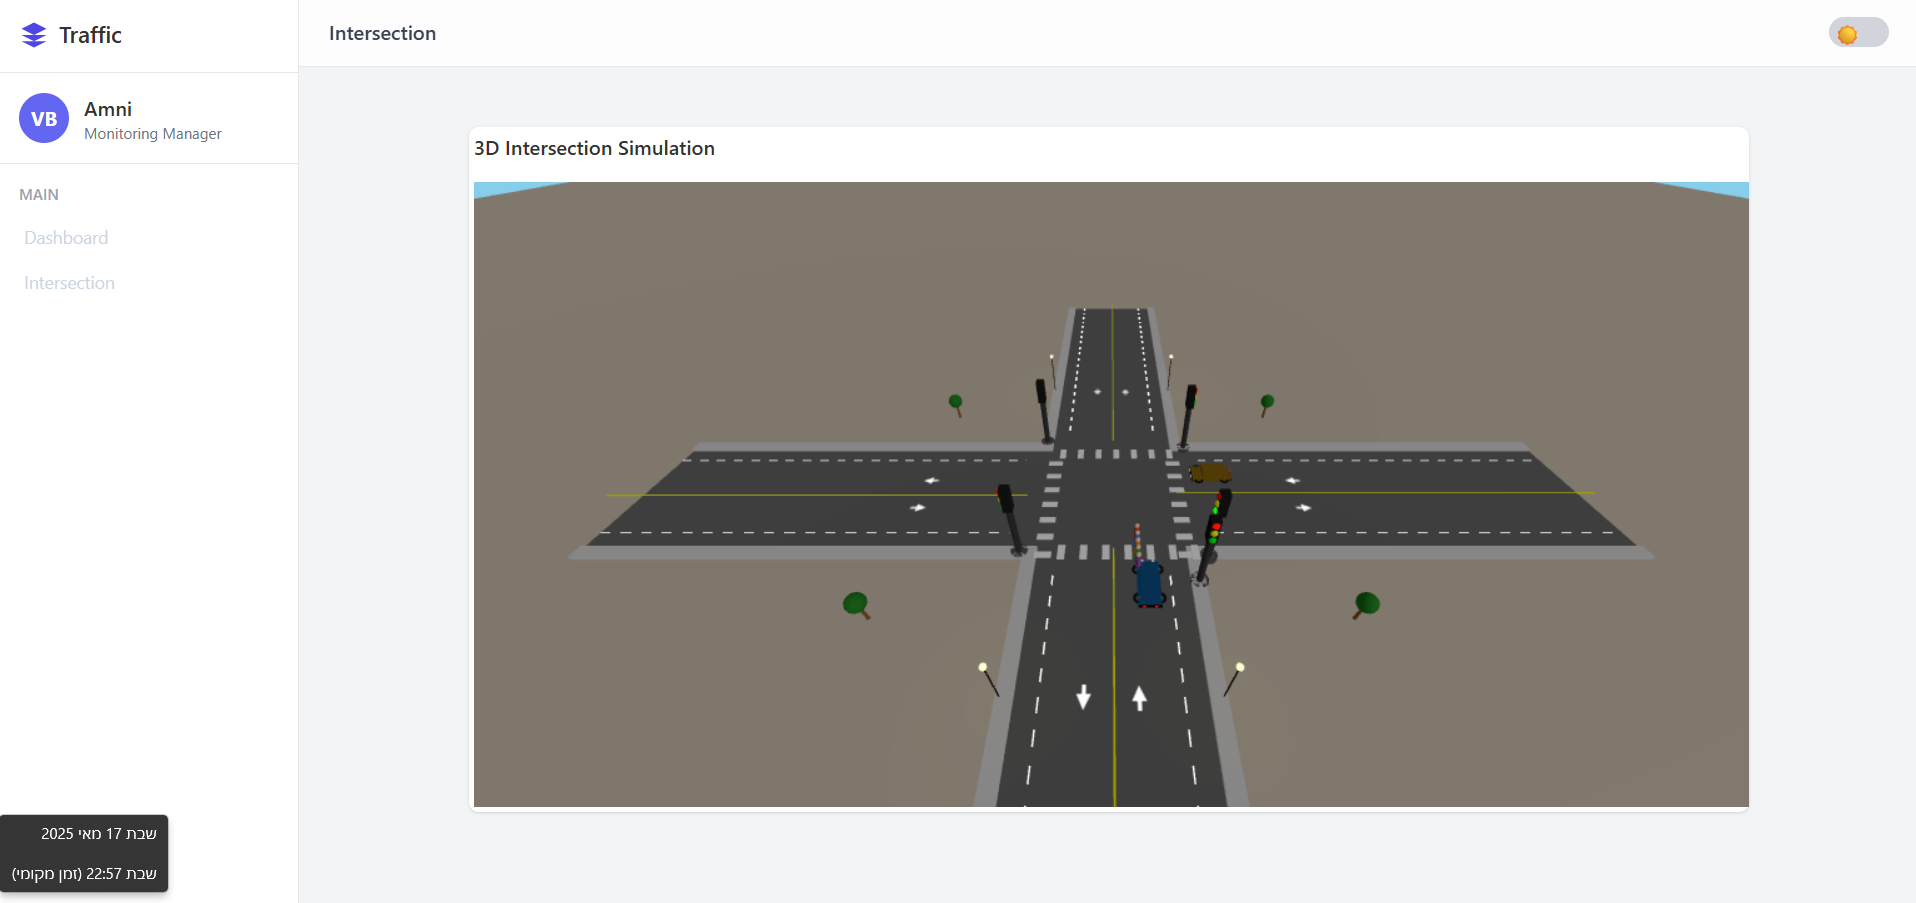 Traffic
Intersection
VB
Amni
Monitoring Manager
MAIN
Dashboard
Intersection
3D Intersection Simulation
שבת 17 מאי 2025
שבת 22:57 (זמן מקומי)